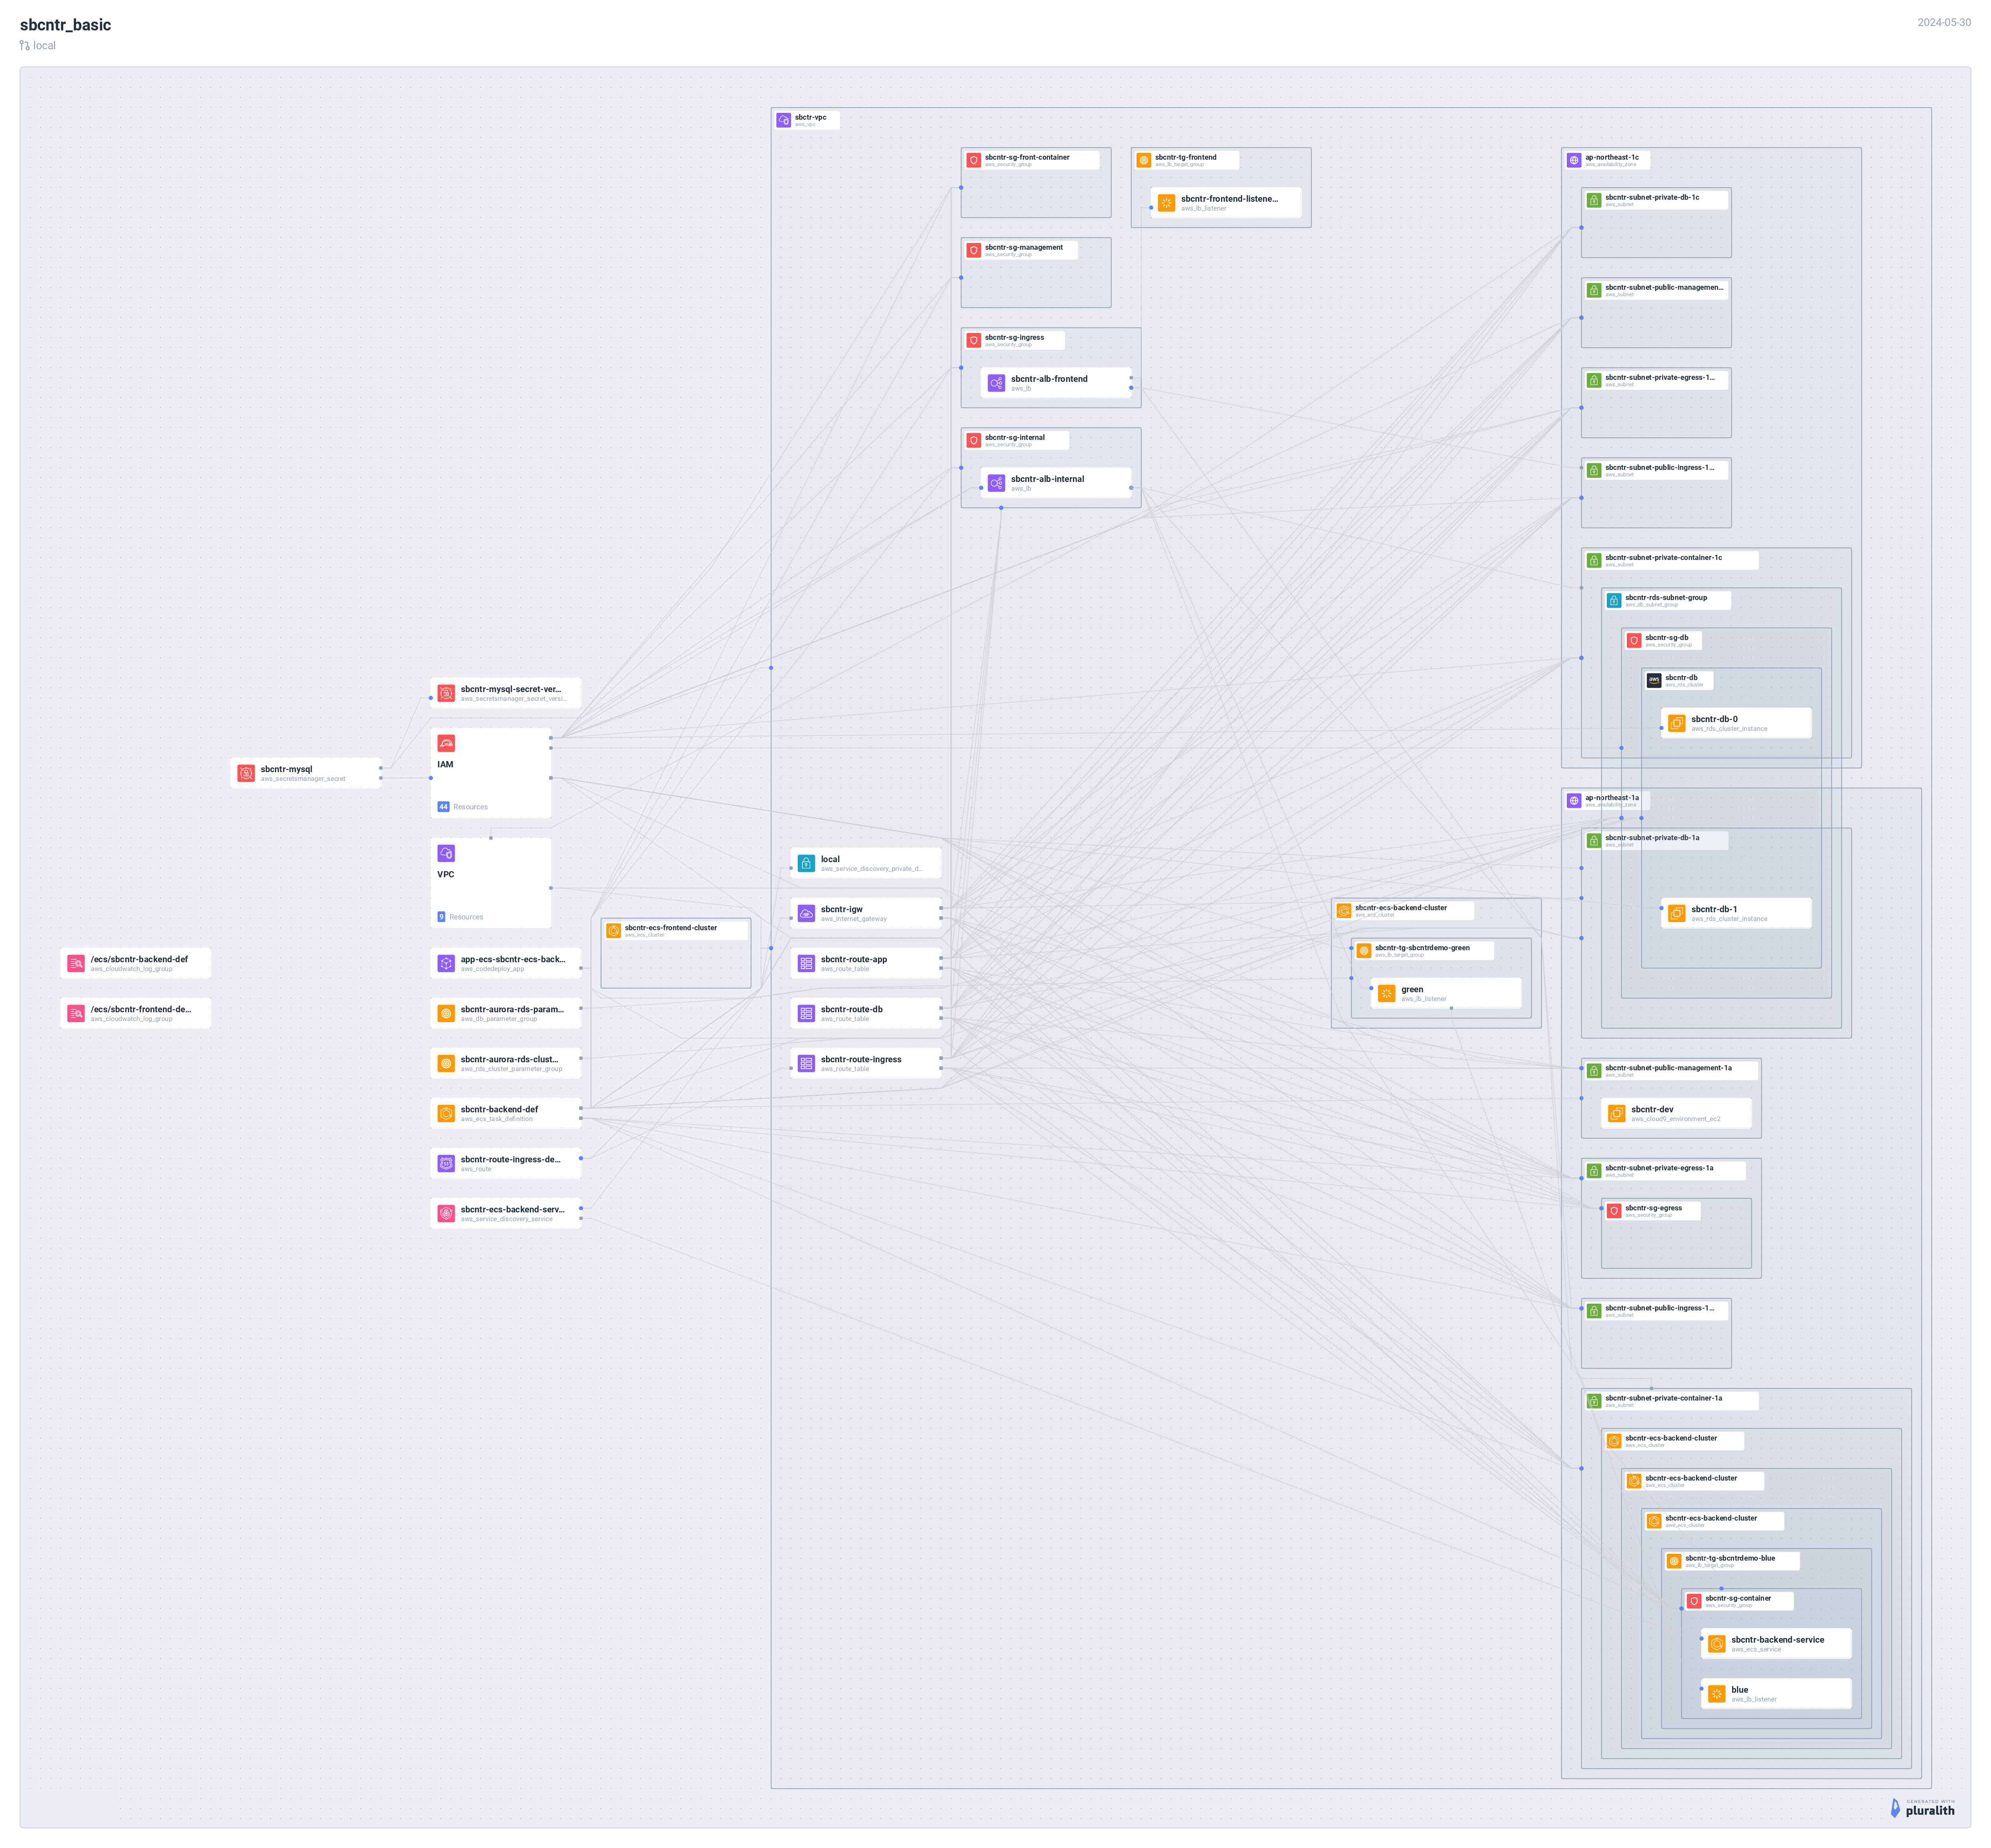 sbcntr_basic
local
2024-05-30
sbctr-vpc
aws_vpc
sbcntr-sg-front-container
aws_security_group
sbcntr-tg-frontend
aws_lb_target_group
sbcntr-frontend-listene...
aws_lb_listener
sbcntr-sg-management
aws_security_group
sbcntr-sg-ingress
aws_security_group
sbcntr-alb-frontend
aws_lb
sbcntr-sg-internal
aws_security_group
sbcntr-alb-internal
aws_lb
ap-northeast-1c
aws_availability_zone
sbcntr-subnet-private-db-1c
aws_subnet
sbcntr-subnet-public-managemen...
aws_subnet
sbcntr-subnet-private-egress-1...
aws_subnet
sbcntr-subnet-public-ingress-1...
aws_subnet
sbcntr-subnet-private-container-1c
aws_subnet
sbcntr-rds-subnet-group
aws_db_subnet_group
sbcntr-sg-db
aws_security_group
aws
sbcntr-db
aws_rds_cluster
sbcntr-db-0
aws_rds_cluster_instance
sbcntr-mysql-secret-ver...
aws_secretsmanager_secret_versi...
IAM
44 Resources
sbcntr-mysql
aws_secretsmanager_secret
VPC
9 Resources
ap-northeast-1a
aws_availability_zone
sbcntr-subnet-private-db-1a
aws_subnet
sbcntr-db-1
aws_rds_cluster_instance
local
aws_service_discovery_private_d...
sbcntr-igw
aws_internet_gateway
sbcntr-ecs-frontend-cluster
aws_ecs_cluster
sbcntr-ecs-backend-cluster
aws_ecs_cluster
sbcntr-tg-sbcntrdemo-green
aws_lb_target_group
green
aws_lb_listener
/ecs/sbcntr-backend-def
aws_cloudwatch_log_group
app-ecs-sbcntr-ecs-back...
aws_codedeploy_app
sbcntr-route-app
aws_route_table
/ecs/sbcntr-frontend-de...
aws_cloudwatch_log_group
sbcntr-aurora-rds-param...
aws_db_parameter_group
sbcntr-route-db
aws_route_table
sbcntr-aurora-rds-clust...
aws_rds_cluster_parameter_group
sbcntr-route-ingress
aws_route_table
sbcntr-backend-def
aws_ecs_task_definition
sbcntr-route-ingress-de...
aws_route
sbcntr-ecs-backend-serv...
aws_service_discovery_service
sbcntr-subnet-public-management-1a
aws_subnet
sbcntr-dev
aws_cloud9_environment_ec2
sbcntr-subnet-private-egress-1a
aws_subnet
sbcntr-sg-egress
aws_security_group
sbcntr-subnet-public-ingress-1...
aws_subnet
sbcntr-subnet-private-container-1a
aws_subnet
sbcntr-ecs-backend-cluster
aws_ecs_cluster
sbcntr-ecs-backend-cluster
aws_ecs_cluster
sbcntr-ecs-backend-cluster
aws_ecs_cluster
sbcntr-tg-sbcntrdemo-blue
aws_lb_target_group
sbcntr-sg-container
aws_security_group
sbcntr-backend-service
aws_ecs_service
blue
aws_lb_listener
GENERATED WITH
pluralith